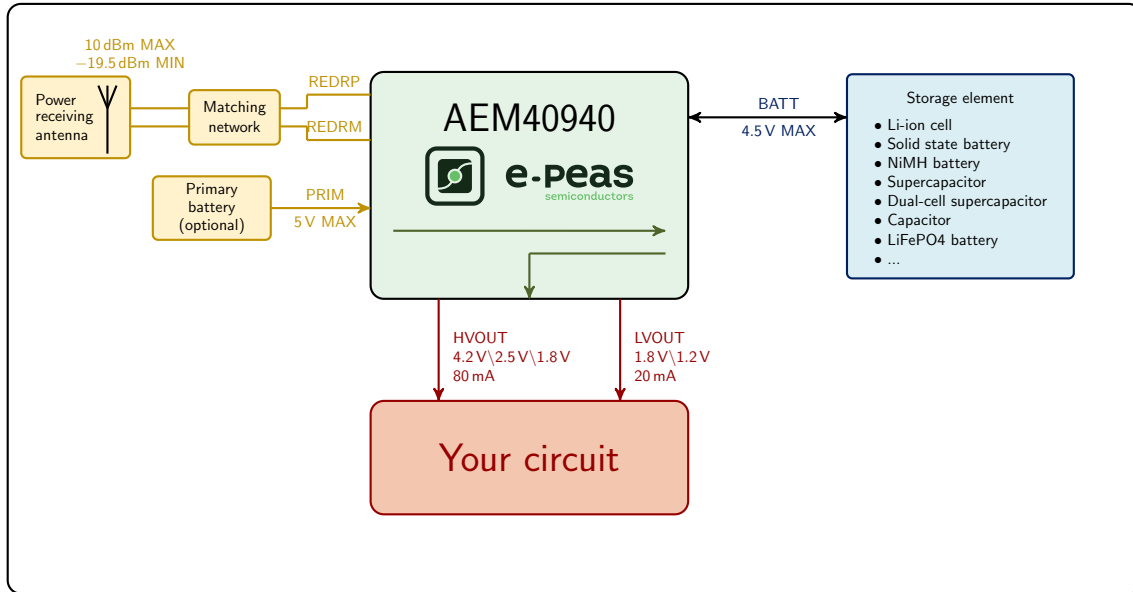 10 dBm MAX
−19.5 dBm MIN
Power
receiving
antenna
Matching
network
REDRP
REDRM
Primary
battery
(optional)
PRIM
5 V MAX
AEM40940
e-peas
semiconductors
BATT
4.5 V MAX
Storage element
• Li-ion cell
• Solid state battery
• NiMH battery
• Supercapacitor
• Dual-cell supercapacitor
• Capacitor
• LiFePO4 battery
• ...
HVOUT
4.2 V\2.5 V\1.8 V
80 mA
LVOUT
1.8 V\1.2 V
20 mA
Your circuit